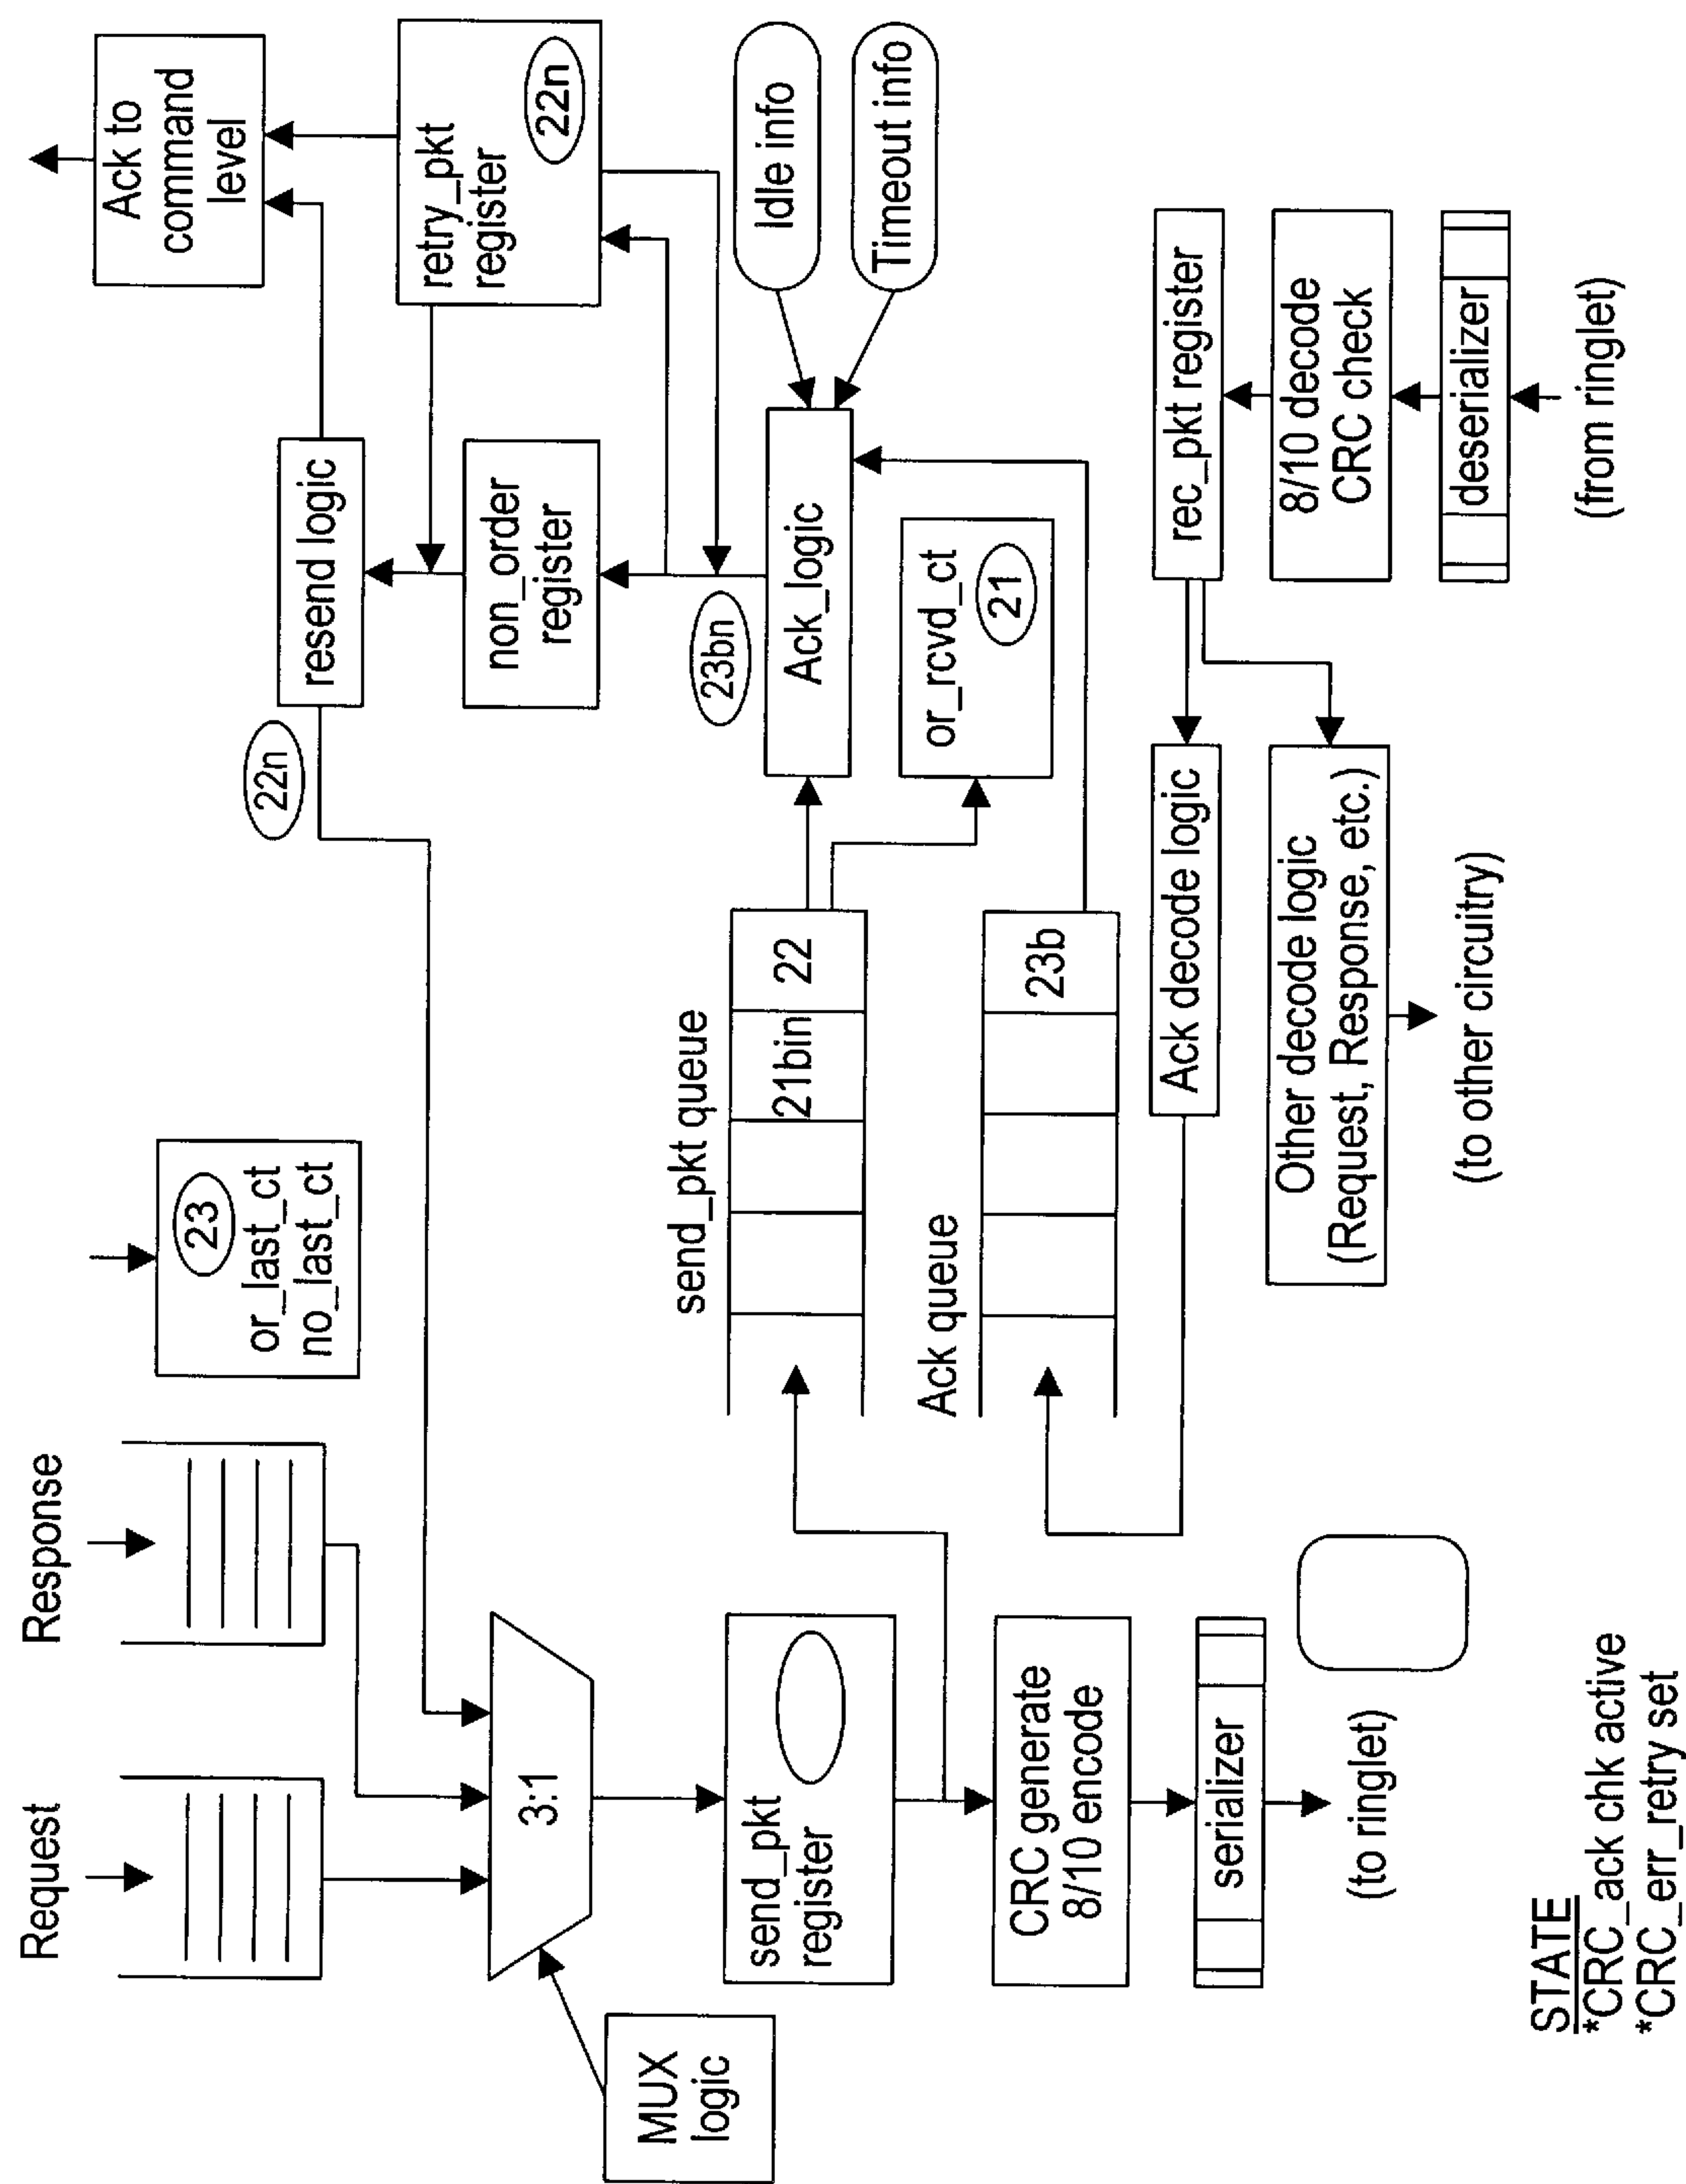 Request
Response
23
or_last_ct
no_last_ct
22n
resend logic
Ack to
command
level
MUX
logic
3:1
non_order
register
retry_pkt
register
22n
23bn
send_pkt
register
send_pkt queue
21bin
22
Ack_logic
Idle info
Timeout info
or_rcvd_ct
21
Ack queue
23b
CRC generate
8/10 encode
serializer
(to ringlet)
Ack decode logic
Other decode logic
(Request, Response, etc.)
(to other circuitry)
rec_pkt register
8/10 decode
CRC check
deserializer
(from ringlet)
STATE
*CRC_ack chk active
*CRC_err_retry set